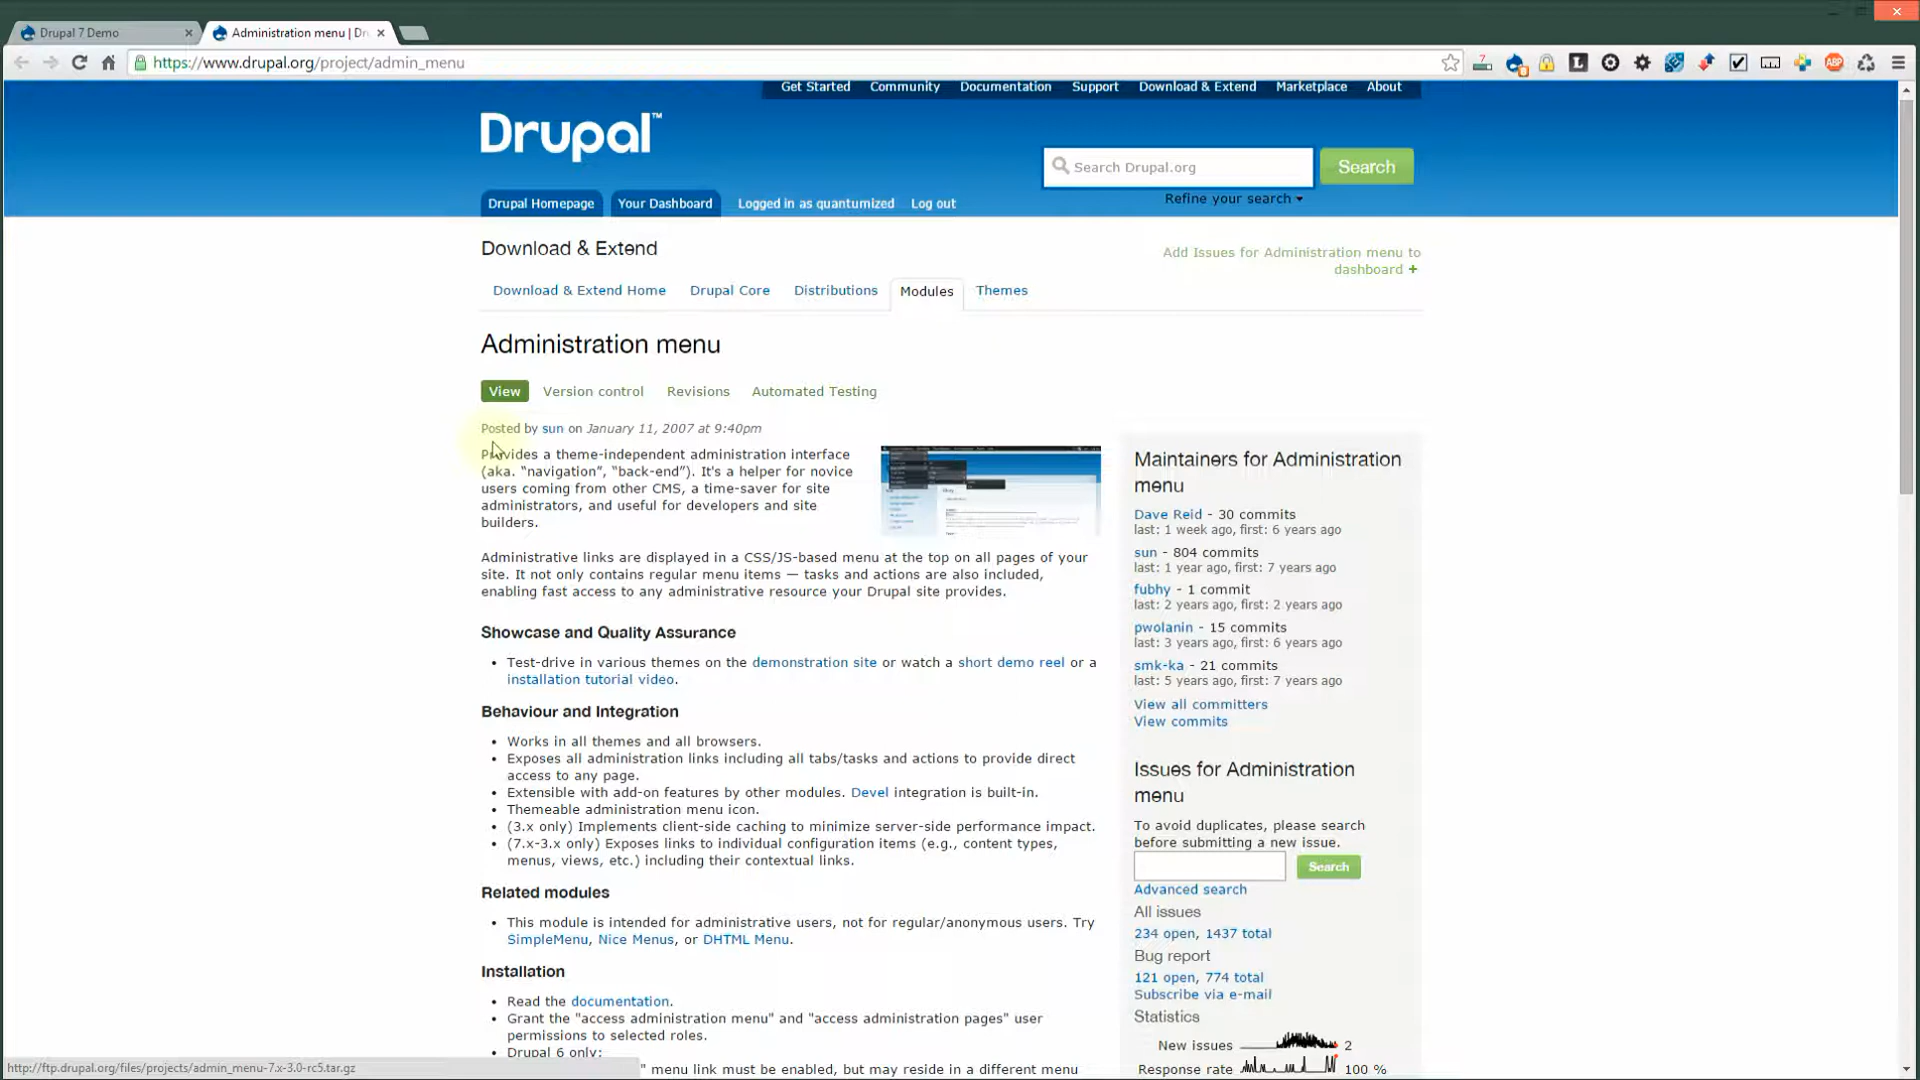 Drupal 7 Demo
Administration menu | Dr
https://www.drupal.org/project/admin_menu
Get Started Community Documentation Support Download & Extend Marketplace About
Drupal™
Search Drupal.org Search
Refine your search
Drupal Homepage Your Dashboard Logged in as quantumized Log out
Download & Extend
Add Issues for Administration menu to
dashboard +
Download & Extend Home Drupal Core Distributions Modules Themes
Administration menu
View Version control Revisions Automated Testing
Posted by sun on January 11, 2007 at 9:40pm
Provides a theme-independent administration interface
(aka. “navigation”, “back-end”). It's a helper for novice
users coming from other CMS, a time-saver for site
administrators, and useful for developers and site
builders.
Administrative links are displayed in a CSS/JS-based menu at the top on all pages of your
site. It not only contains regular menu items — tasks and actions are also included,
enabling fast access to any administrative resource your Drupal site provides.
Showcase and Quality Assurance
• Test-drive in various themes on the demonstration site or watch a short demo reel or a
installation tutorial video.
Behaviour and Integration
• Works in all themes and all browsers.
• Exposes all administration links including all tabs/tasks and actions to provide direct
access to any page.
• Extensible with add-on features by other modules. Devel integration is built-in.
• Themeable administration menu icon.
• (3.x only) Implements client-side caching to minimize server-side performance impact.
• (7.x-3.x only) Exposes links to individual configuration items (e.g., content types,
menus, views, etc.) including their contextual links.
Related modules
• This module is intended for administrative users, not for regular/anonymous users. Try
SimpleMenu, Nice Menus, or DHTML Menu.
Installation
• Read the documentation.
• Grant the "access administration menu" and "access administration pages" user
permissions to selected roles.
• Drupal 6 only:
" menu link must be enabled, but may reside in a different menu
Maintainers for Administration
menu
Dave Reid - 30 commits
last: 1 week ago, first: 6 years ago
sun - 804 commits
last: 1 year ago, first: 7 years ago
fubhy - 1 commit
last: 2 years ago, first: 2 years ago
pwolanin - 15 commits
last: 3 years ago, first: 6 years ago
smk-ka - 21 commits
last: 5 years ago, first: 7 years ago
View all committers
View commits
Issues for Administration
menu
To avoid duplicates, please search
before submitting a new issue.
Search
Advanced search
All issues
234 open, 1437 total
Bug report
121 open, 774 total
Subscribe via e-mail
Statistics
New issues 2
Response rate 100 %
http://ftp.drupal.org/files/projects/admin_menu-7.x-3.0-rc5.tar.gz